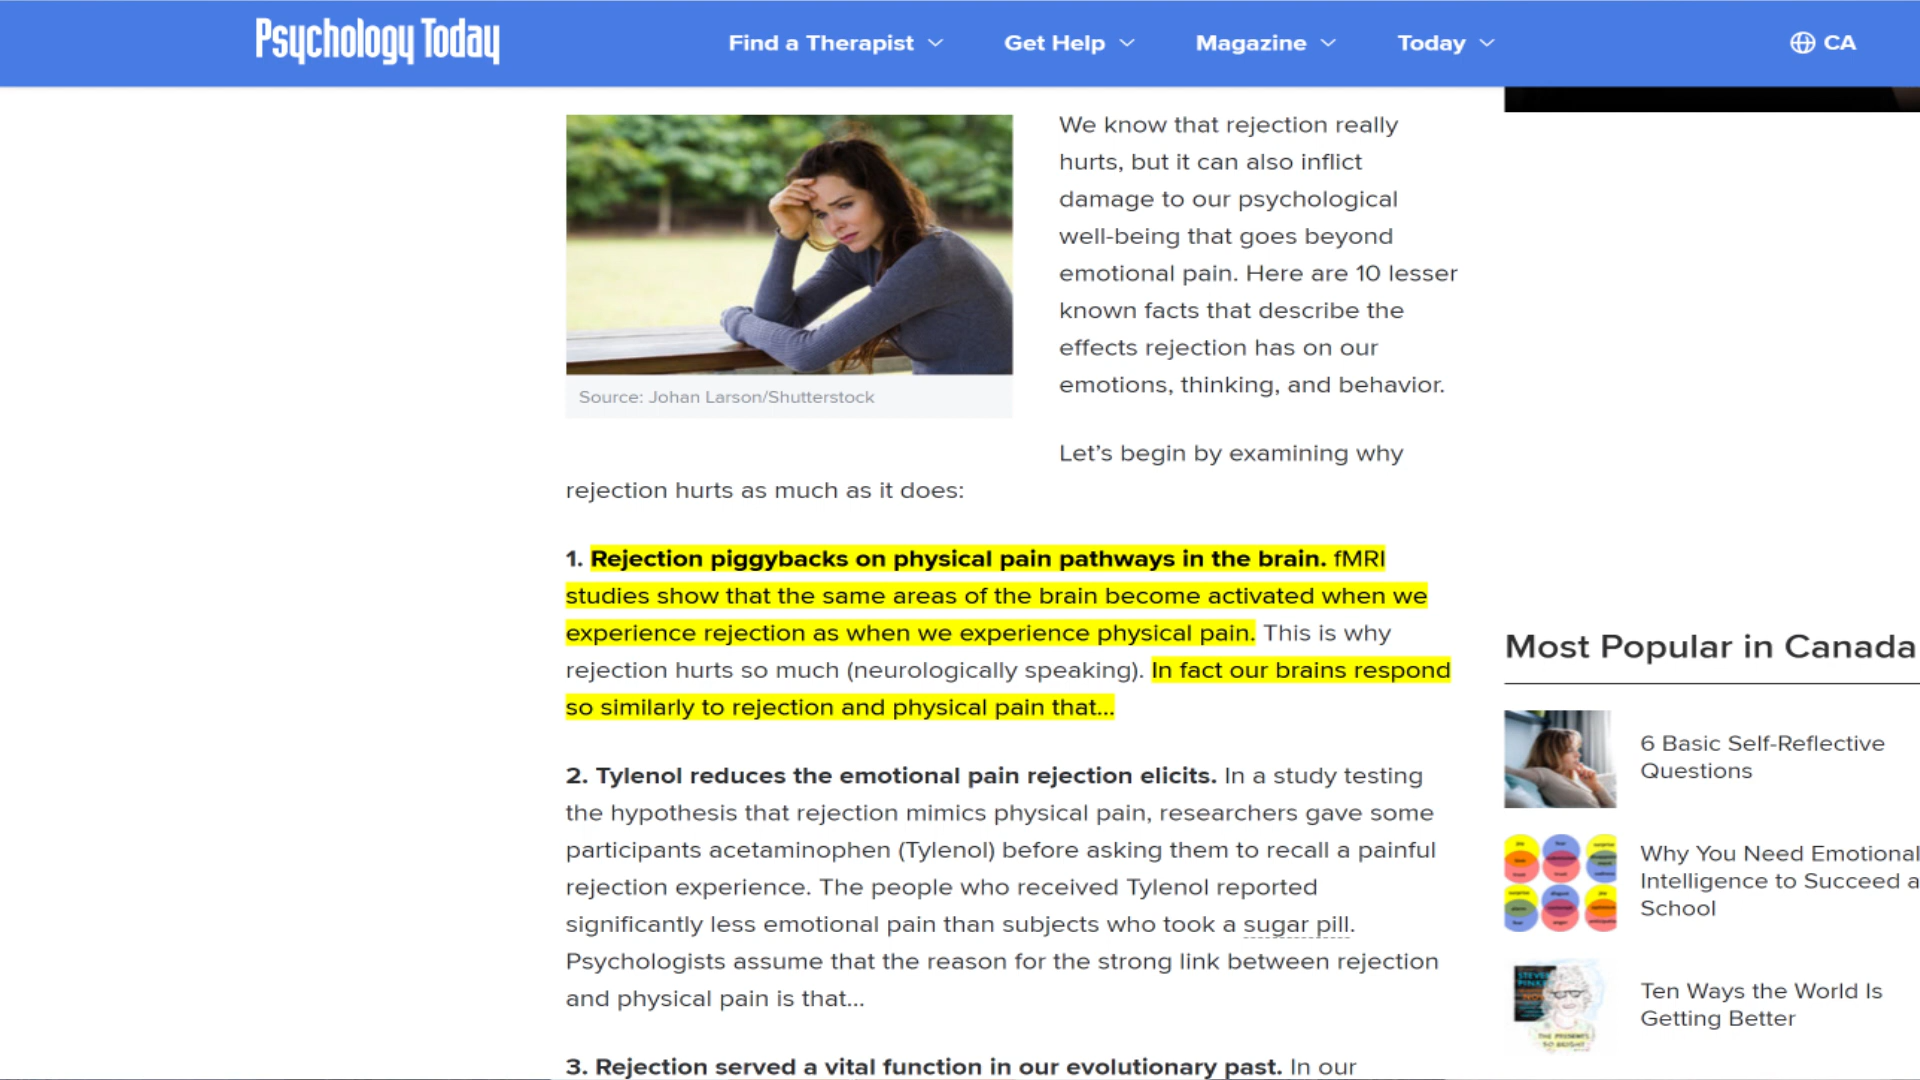 Psychology Today
Find a Therapist
Get Help
Magazine
Today
CA
We know that rejection really
hurts, but it can also inflict
damage to our psychological
well-being that goes beyond
emotional pain. Here are 10 lesser
known facts that describe the
effects rejection has on our
emotions, thinking, and behavior.
Source: Johan Larson/Shutterstock
Let’s begin by examining why
rejection hurts as much as it does:
1. Rejection piggybacks on physical pain pathways in the brain. fMRI
studies show that the same areas of the brain become activated when we
experience rejection as when we experience physical pain. This is why
rejection hurts so much (neurologically speaking). In fact our brains respond
so similarly to rejection and physical pain that...
2. Tylenol reduces the emotional pain rejection elicits. In a study testing
the hypothesis that rejection mimics physical pain, researchers gave some
participants acetaminophen (Tylenol) before asking them to recall a painful
rejection experience. The people who received Tylenol reported
significantly less emotional pain than subjects who took a sugar pill.
Psychologists assume that the reason for the strong link between rejection
and physical pain is that...
3. Rejection served a vital function in our evolutionary past. In our
Most Popular in Canada
6 Basic Self-Reflective
Questions
Why You Need Emotional
Intelligence to Succeed a
School
Ten Ways the World Is
Getting Better